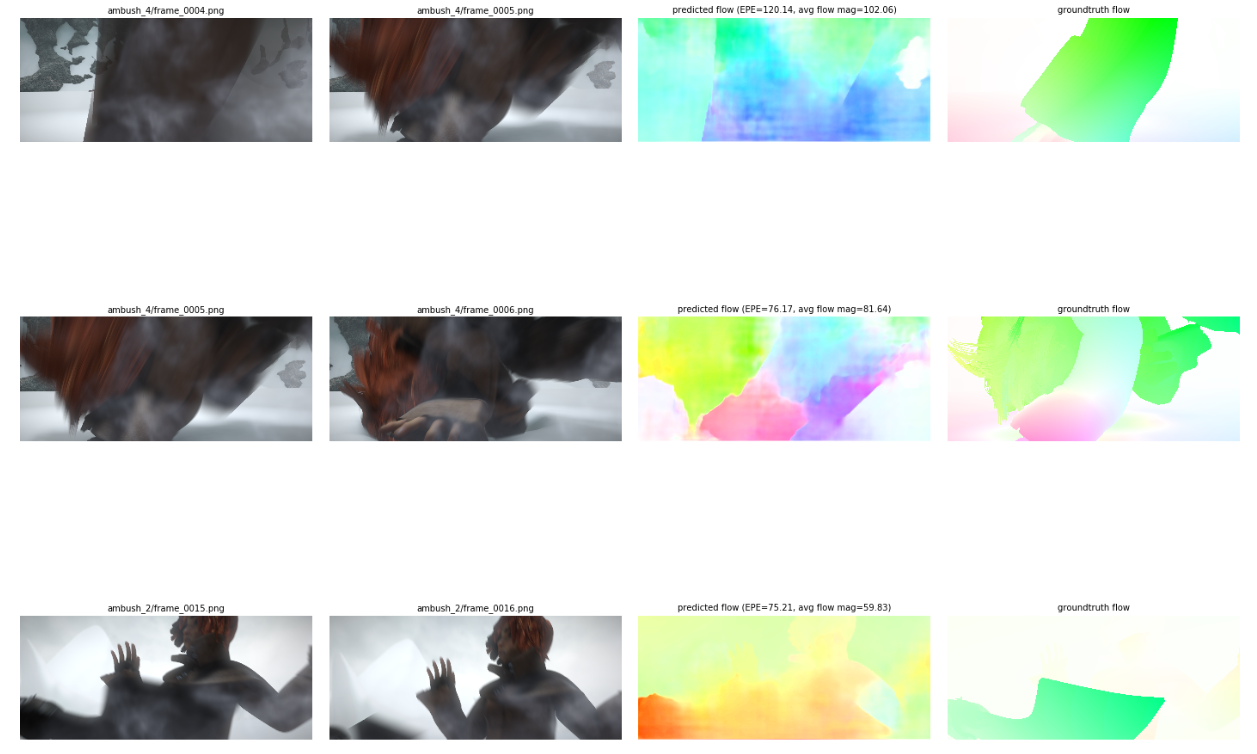 ambush_4/frame_0004.png
ambush_4/frame_0005.png
predicted flow (EPE=120.14, avg flow mag=102.06)
groundtruth flow
ambush_4/frame_0005.png
ambush_4/frame_0006.png
predicted flow (EPE=76.17, avg flow mag=81.64)
groundtruth flow
ambush_2/frame_0015.png
ambush_2/frame_0016.png
predicted flow (EPE=75.21, avg flow mag=59.83)
groundtruth flow